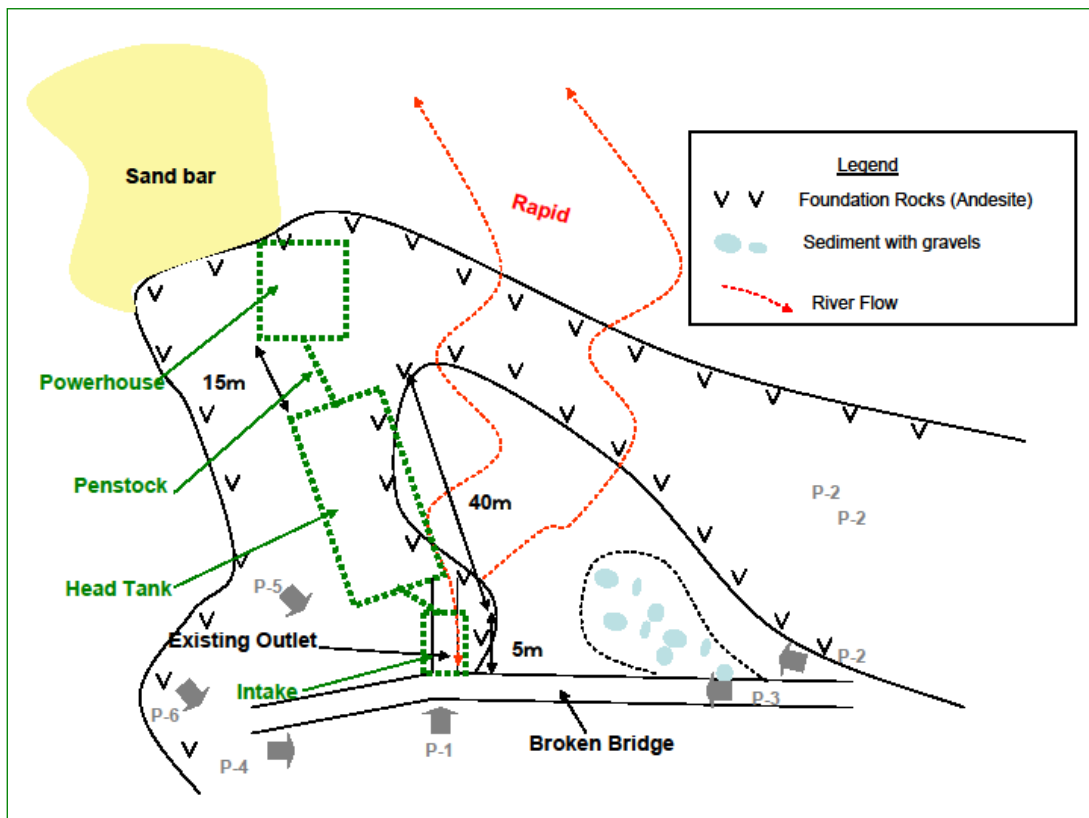 Sand bar
Rapid
Legend
V V Foundation Rocks (Andesite)
Sediment with gravels
River Flow
Powerhouse
15m
Penstock
40m
P-2
P-2
Head Tank
P-5
Existing Outlet
5m
P-2
Intake
P-3
P-6
Broken Bridge
P-4
P-1